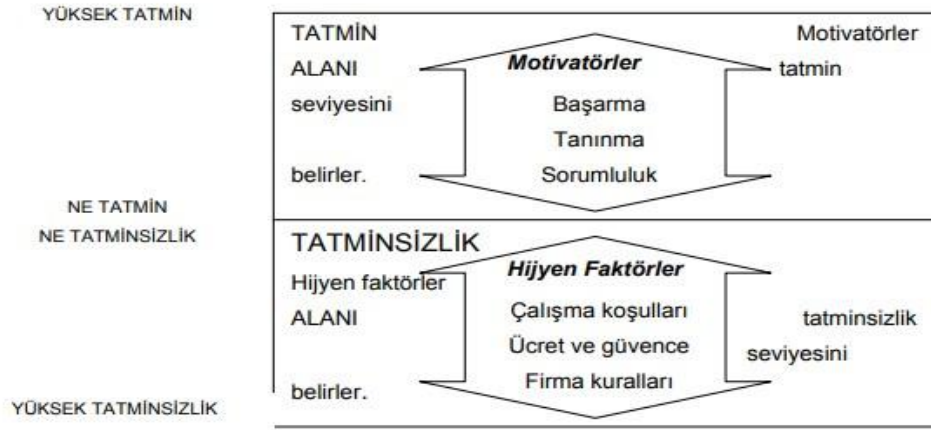 YÜKSEK TATMİN
TATMİN Motivatörler
ALANI Motivatörler tatmin
seviyesini Başarma
Tanınma
belirler. Sorumluluk
NE TATMİN
NE TATMİNSİZLİK
TATMİNSİZLİK
Hijyen Faktörler
Hijyen faktörler
Çalışma koşulları
ALANI tatminsizlik
Ücret ve güvence
seviyesini
Firma kuralları
belirler.
YÜKSEK TATMİNSİZLİK